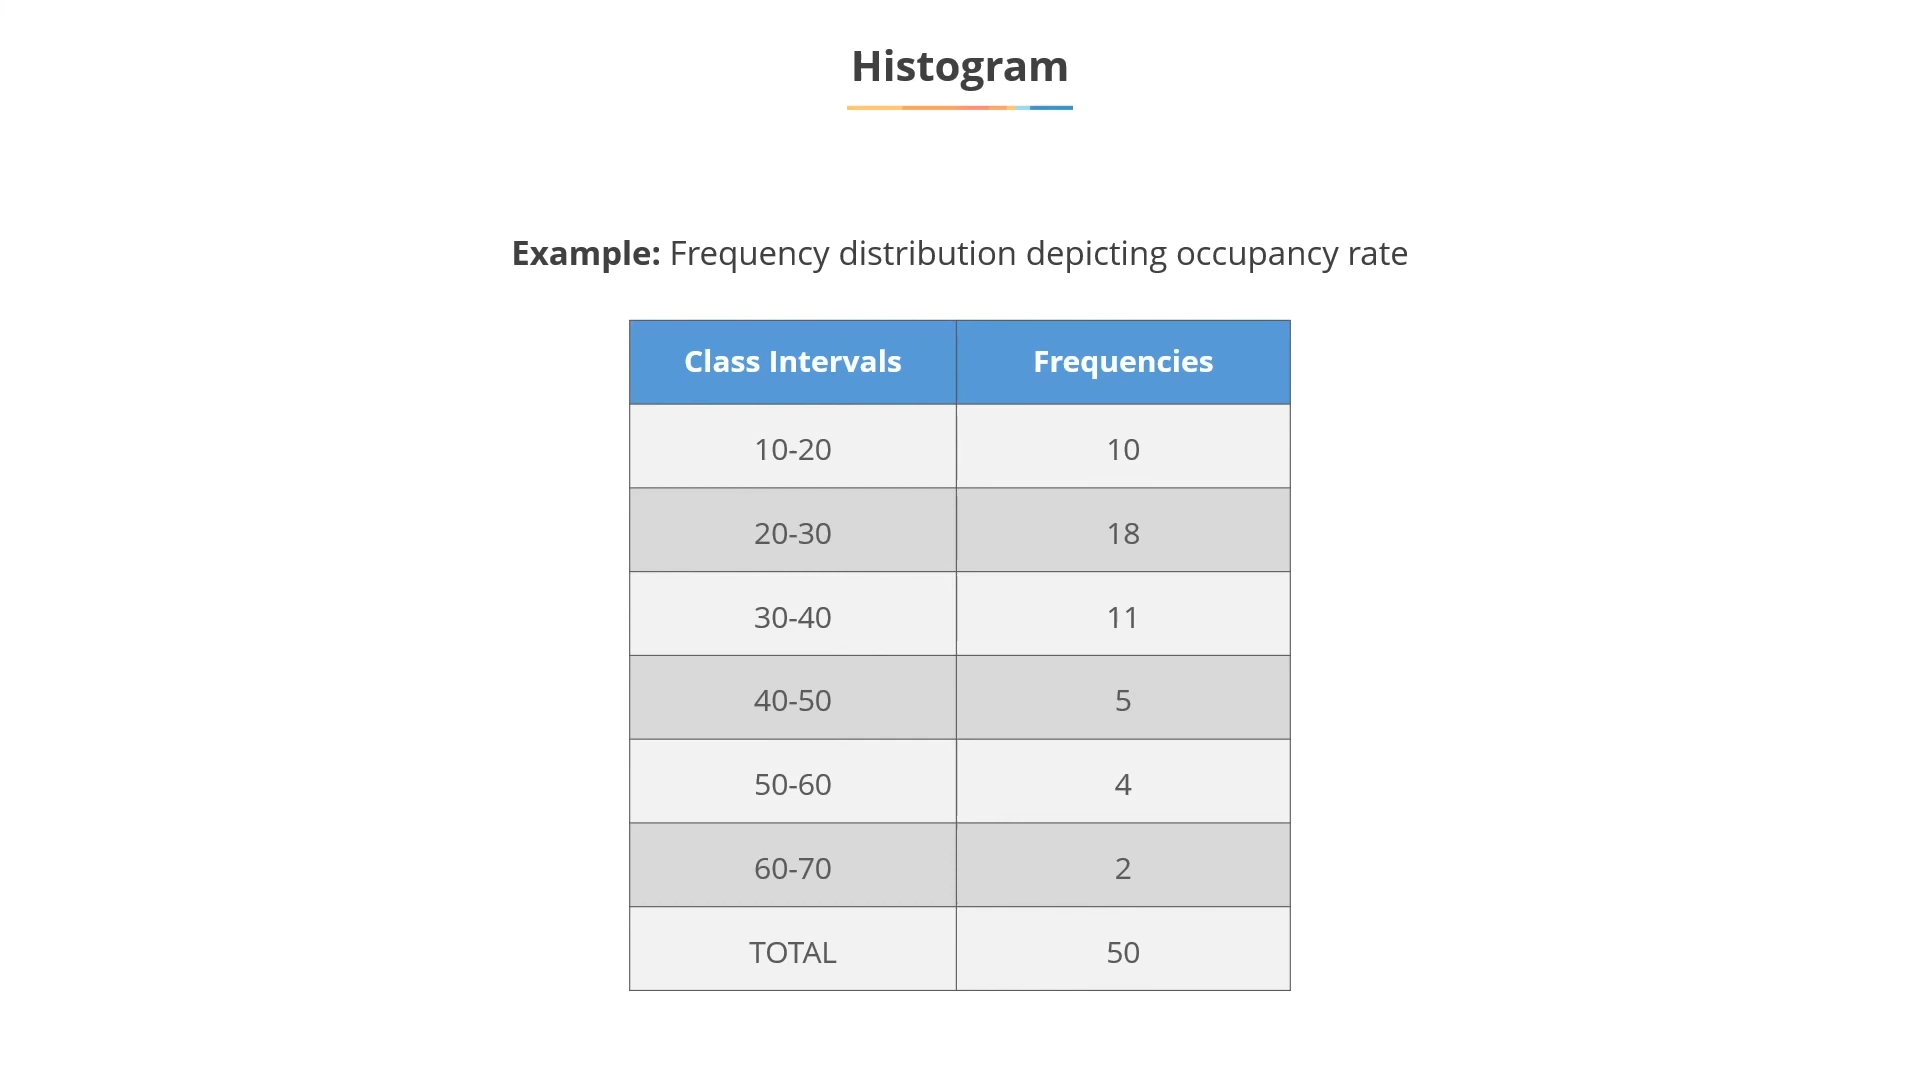 Histogram
Example: Frequency distribution depicting occupancy rate
Class Intervals Frequencies
10-20 10
20-30 18
30-40 11
40-50 5
50-60 4
60-70 2
TOTAL 50